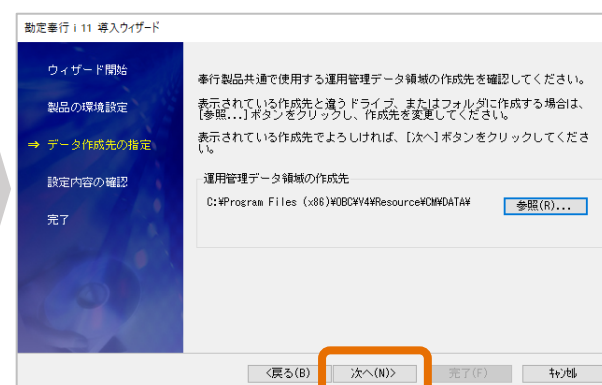 勘定奉行 i 11 導入ウィザード
ウィザード開始
製品の環境設定
⇒ データ作成先の指定
設定内容の確認
完了
奉行製品共通で使用する運用管理データ領域の作成先を確認してください。
表示されている作成先と違うドライブ、またはフォルダに作成する場合は、
[参照...]ボタンをクリックし、作成先を変更してください。
表示されている作成先でよろしければ、[次へ]ボタンをクリックしてくださ
い。
運用管理データ領域の作成先
C:¥Program Files (x86)¥OBC¥V4¥Resource¥CM¥DATA¥
参照(R)...
<戻る(B)
次へ(N)>
完了(F)
ｷｬﾝｾﾙ